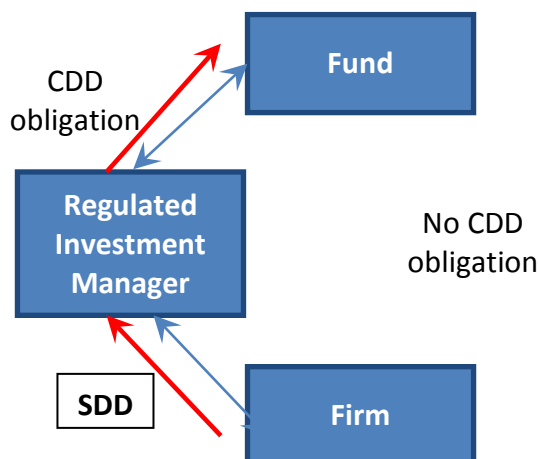 Fund
CDD
obligation
Regulated
Investment
Manager
No CDD
obligation
SDD
Firm